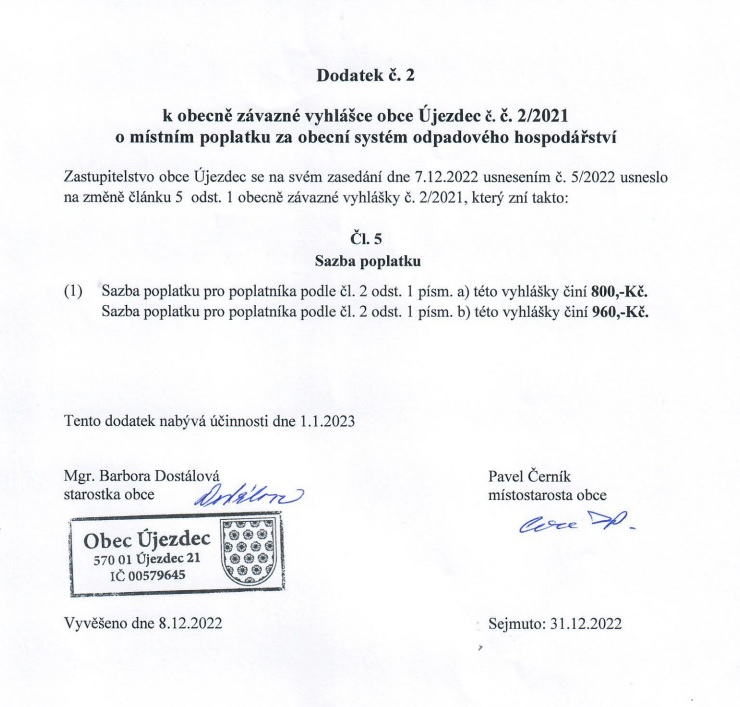 Dodatek č. 2
k obecně závazné vyhlášce obce Újezdec č. č. 2/2021
o místním poplatku za obecní systém odpadového hospodářství
Zastupitelstvo obce Újezdec se na svém zasedání dne 7.12.2022 usnesením č. 5/2022 usneslo
na změně článku 5 odst. 1 obecně závazné vyhlášky č. 2/2021, který zní takto:
Čl. 5
Sazba poplatku
(1) Sazba poplatku pro poplatníka podle čl. 2 odst. 1 písm. a) této vyhlášky činí 800,-Kč.
Sazba poplatku pro poplatníka podle čl. 2 odst. 1 písm. b) této vyhlášky činí 960,-Kč.
Tento dodatek nabývá účinnosti dne 1.1.2023
Mgr. Barbora Dostálová
starostka obce
Dostálová
Pavel Černík
místostarosta obce
Obec Újezdec
570 01 Újezdec 21
IČ 00579645
Vyvěšeno dne 8.12.2022
Sejmuto: 31.12.2022